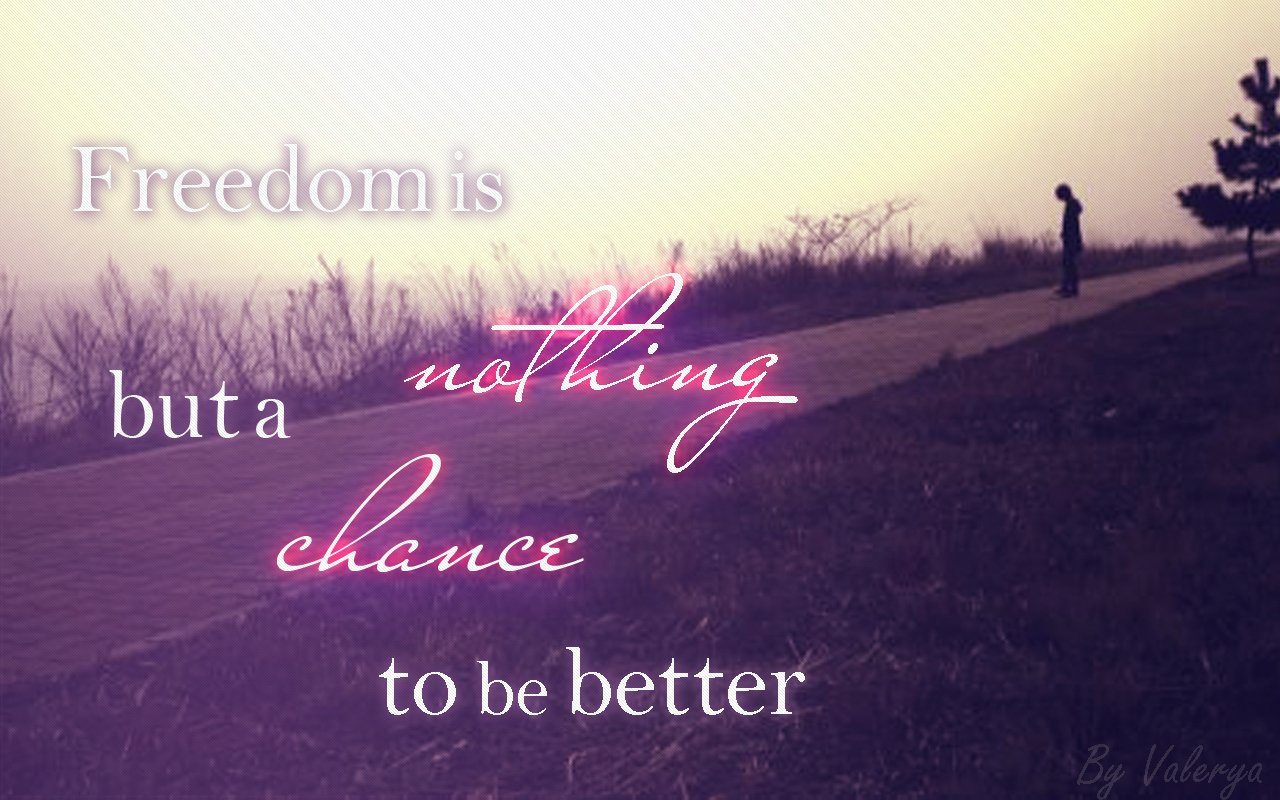 Freedom is
nothing
but a
chance
to be better
By Valerya